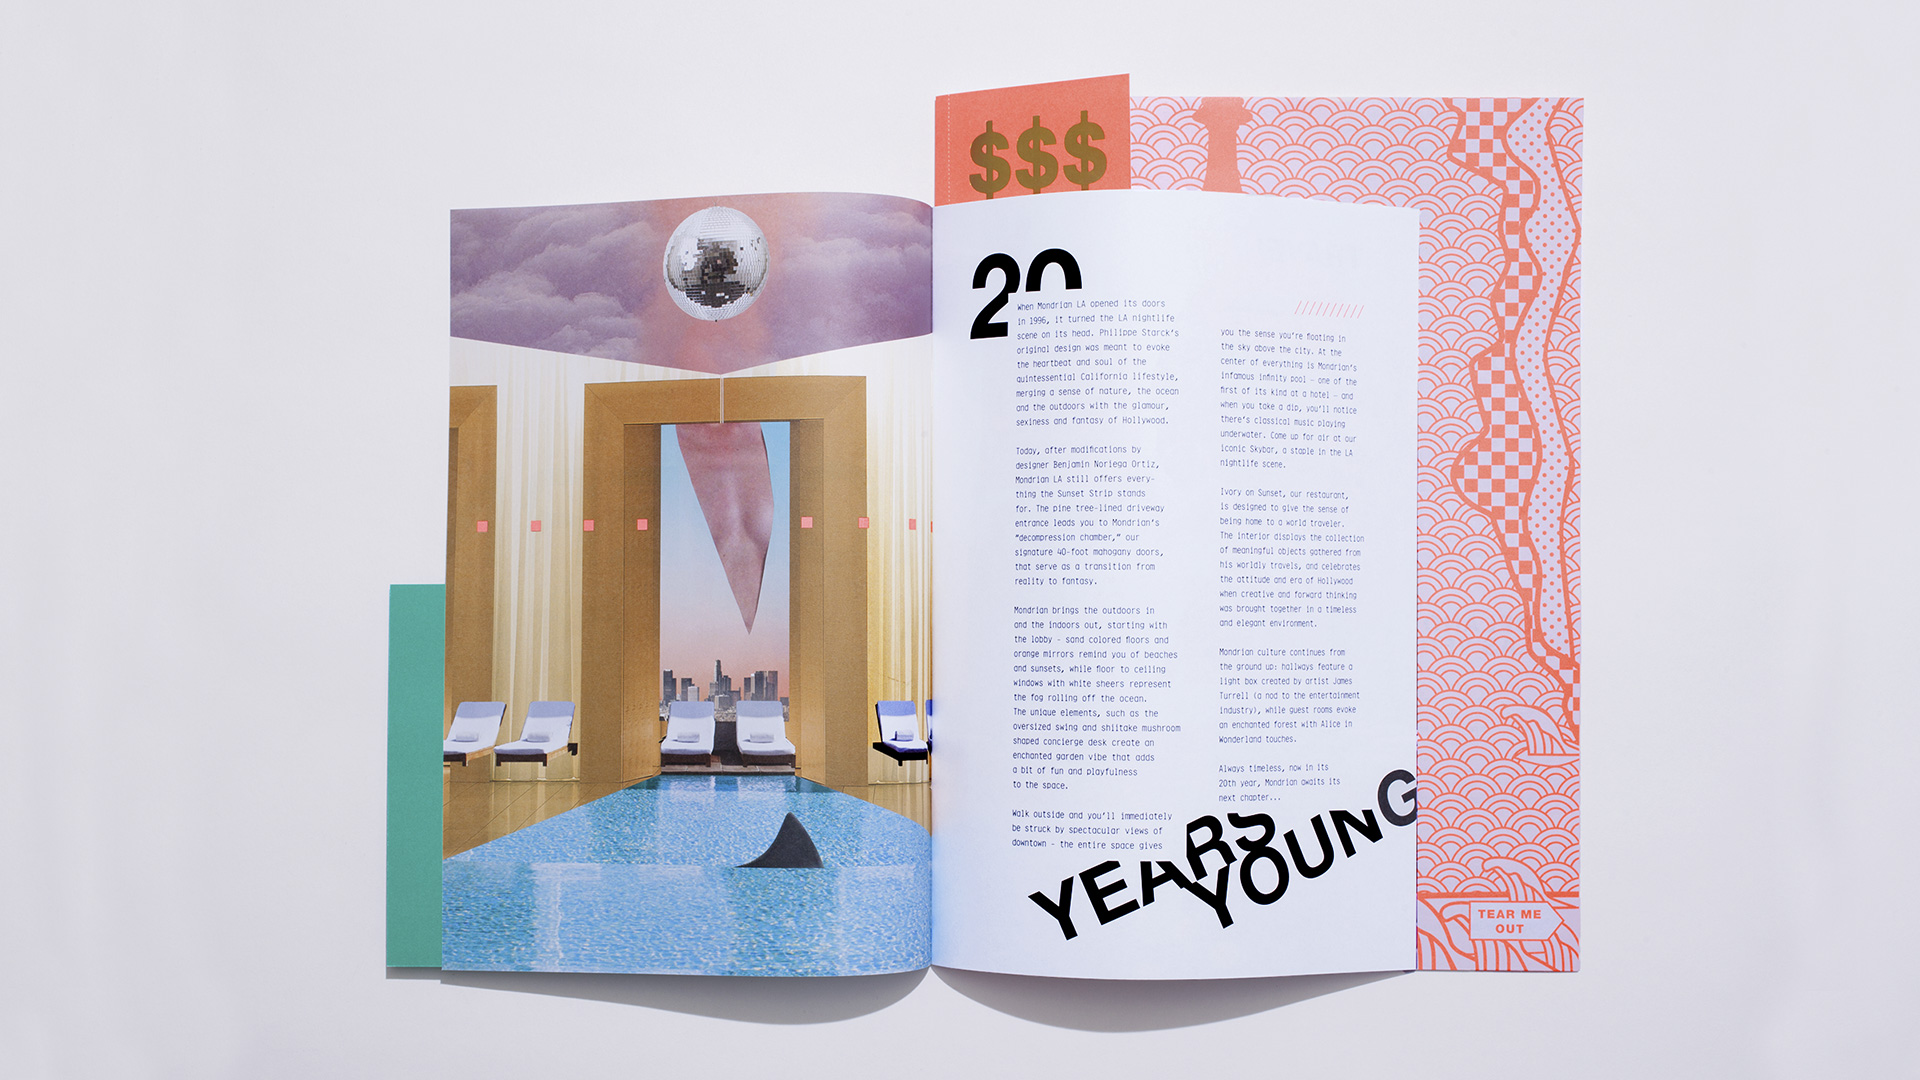 $$$
20
When Mondrian LA opened its doors
in 1996, it turned the LA nightlife
scene on its head. Philippe Starck's
original design was meant to evoke
the heartbeat and soul of the
quintessential California lifestyle,
merging a sense of nature, the ocean
and the outdoors with the glamour,
sexiness and fantasy of Hollywood.
Today, after modifications by
designer Benjamin Noriega Ortiz,
Mondrian LA still offers every-
thing the Sunset Strip stands
for. The pine tree-lined driveway
entrance leads you to Mondrian's
"decompression chamber," our
signature 40-foot mahogany doors,
that serve as a transition from
reality to fantasy.
Mondrian brings the outdoors in
and the indoors out, starting with
the lobby - sand colored floors and
orange mirrors remind you of beaches
and sunsets, while floor to ceiling
windows with white sheers represent
the fog rolling off the ocean.
The unique elements, such as the
oversized swing and shiitake mushroom
shaped concierge desk create an
enchanted garden vibe that adds
a bit of fun and playfulness
to the space.
Walk outside and you'll immediately
be struck by spectacular views of
downtown - the entire space gives
//////////
you the sense you're floating in
the sky above the city. At the
center of everything is Mondrian's
infamous infinity pool - one of the
first of its kind at a hotel - and
when you take a dip, you'll notice
there's classical music playing
underwater. Come up for air at our
iconic Skybar, a staple in the LA
nightlife scene.
Ivory on Sunset, our restaurant,
is designed to give the sense of
being home to a world traveler.
The interior displays the collection
of meaningful objects gathered from
his worldly travels, and celebrates
the attitude and era of Hollywood
when creative and forward thinking
was brought together in a timeless
and elegant environment.
Mondrian culture continues from
the ground up: hallways feature a
light box created by artist James
Turrell (a nod to the entertainment
industry), while guest rooms evoke
an enchanted forest with Alice in
Wonderland touches.
Always timeless, now in its
20th year, Mondrian awaits its
next chapter...
YEARS
YOUNG
TEAR ME
OUT